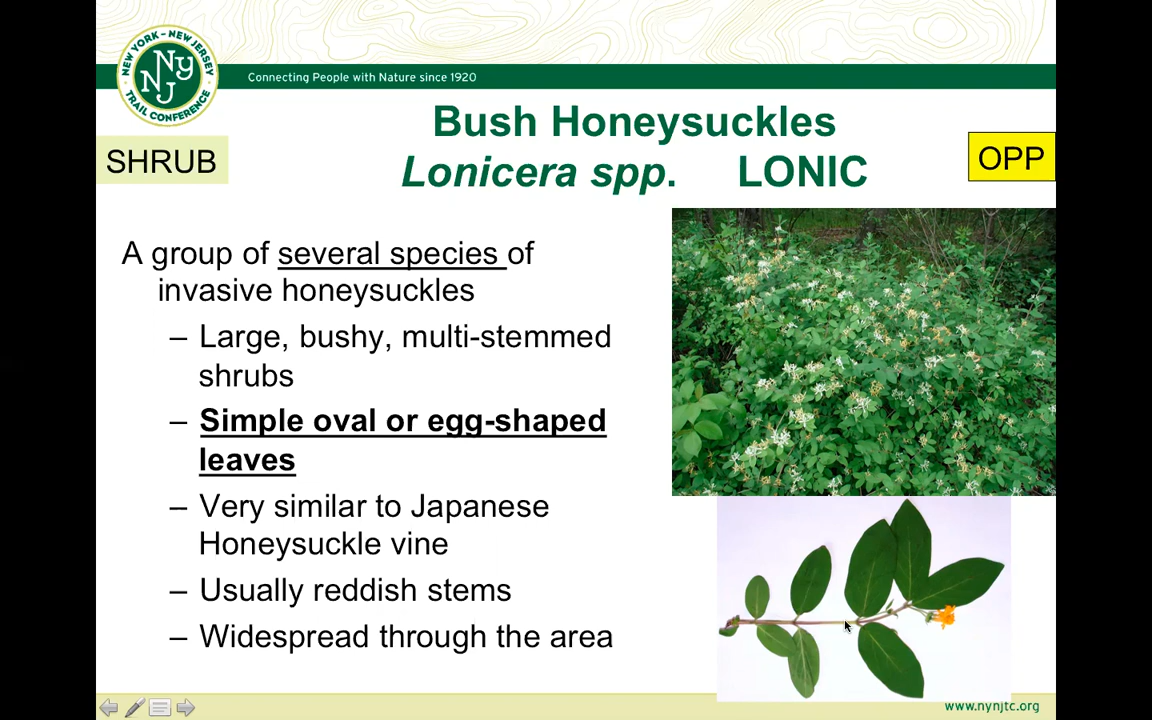 NEW YORK - NEW JERSEY
NY
NJ
TRAIL CONFERENCE
Connecting People with Nature since 1920
Bush Honeysuckles
SHRUB
Lonicera spp. LONIC
OPP
A group of several species of
invasive honeysuckles
– Large, bushy, multi-stemmed
shrubs
– Simple oval or egg-shaped
leaves
– Very similar to Japanese
Honeysuckle vine
– Usually reddish stems
– Widespread through the area
www.nynjtc.org